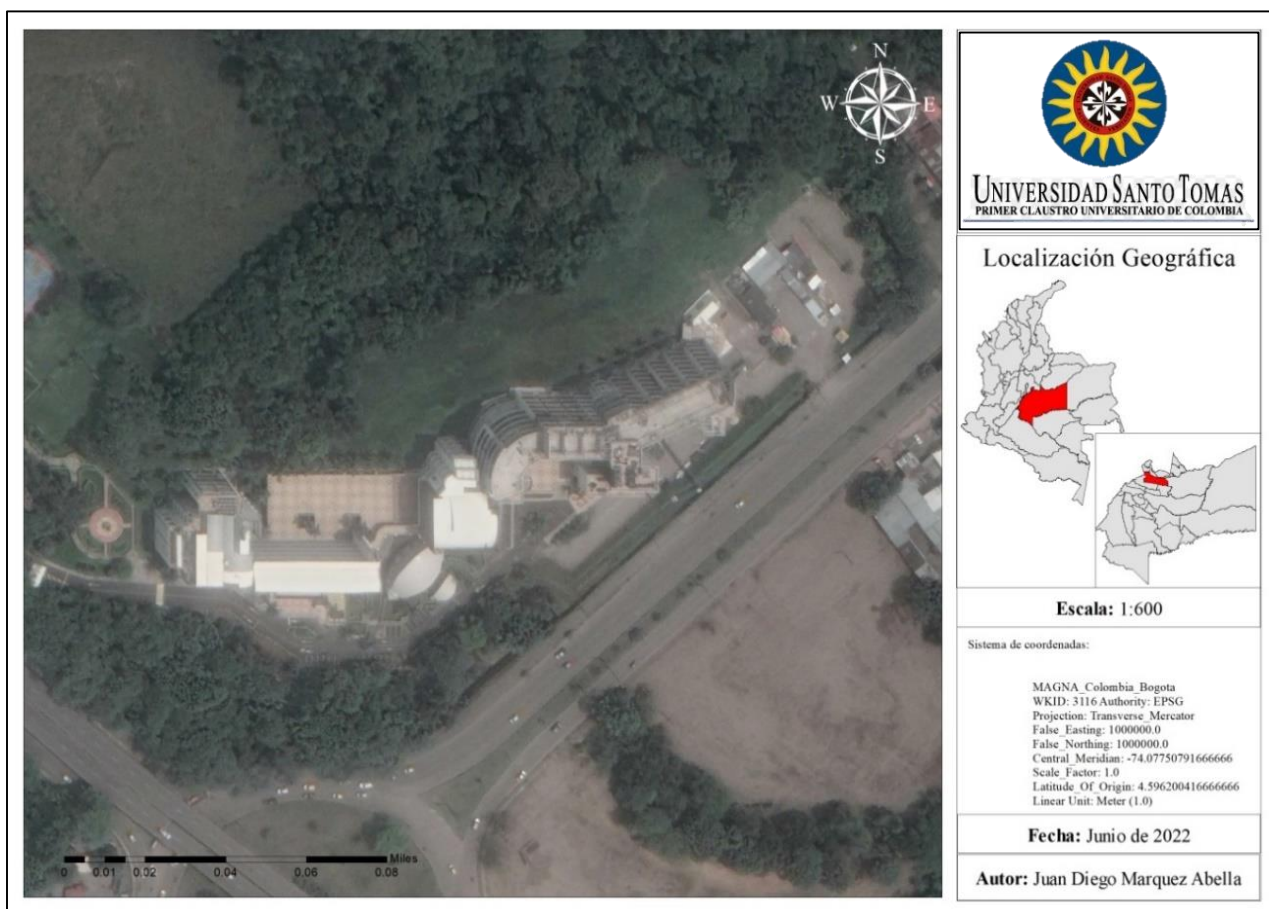 N
W E
S
0 0.01 0.02 0.04 0.06 0.08
Miles
UNIVERSIDAD SANTO TOMAS
PRIMER CLAUSTRO UNIVERSITARIO DE COLOMBIA
Localización Geográfica
Escala: 1:600
Sistema de coordenadas:
MAGNA_Colombia_Bogota
WKID: 3116 Authority: EPSG
Projection: Transverse_Mercator
False_Easting: 1000000.0
False_Northing: 1000000.0
Central_Meridian: -74.07750791666666
Scale_Factor: 1.0
Latitude_Of_Origin: 4.596200416666666
Linear Unit: Meter (1.0)
Fecha: Junio de 2022
Autor: Juan Diego Marquez Abella